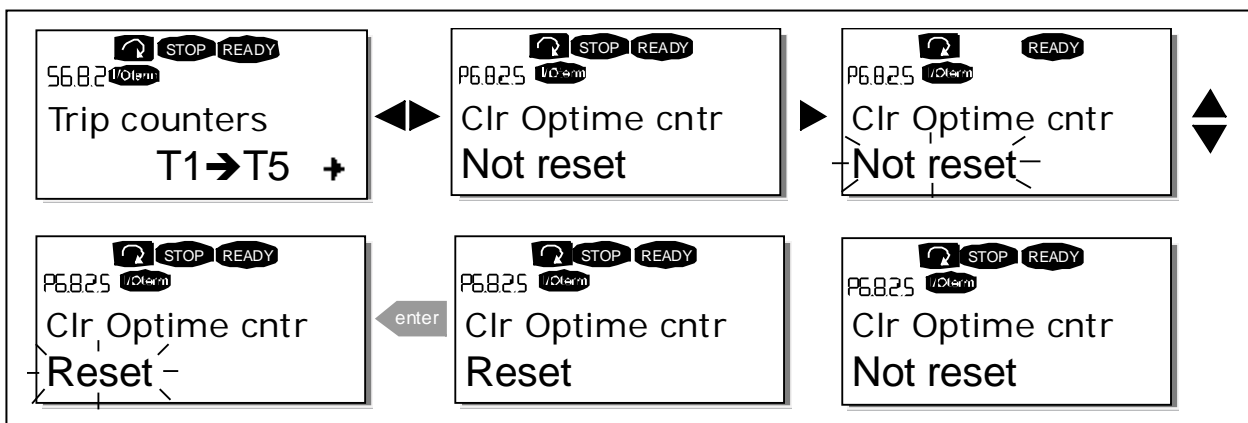 STOP READY
S6.8.2 I/Oterm
Trip counters
T1➔T5
STOP READY
P6.8.2.5 I/Oterm
Clr Optime cntr
Not reset
READY
P6.8.2.5 I/Oterm
Clr Optime cntr
Not reset
STOP READY
P6.8.2.5 I/Oterm
Clr Optime cntr
Reset
enter
STOP READY
P6.8.2.5 I/Oterm
Clr Optime cntr
Reset
STOP READY
P6.8.2.5 I/Oterm
Clr Optime cntr
Not reset